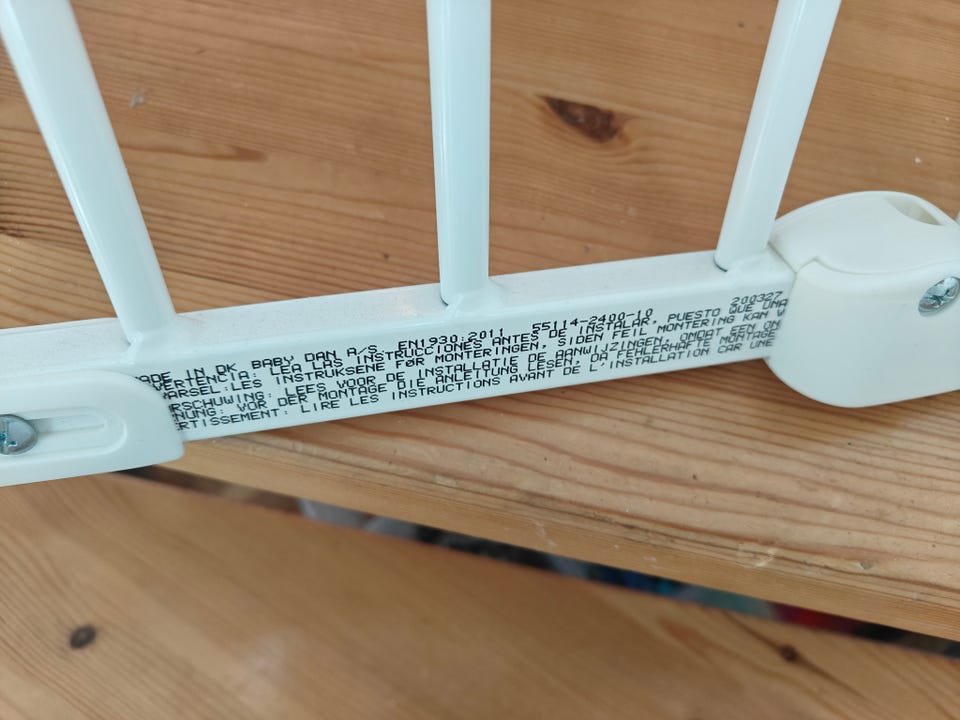 ADE IN DK BABY DAN A/S EN1930:2011 55114-2400-10 200327
ERTENCIA: LEA LAS INSTRUCCIONES ANTES DE INSTALAR, PUESTO QUE UNA
ARSEL:LES INSTRUKSENE FØR MONTERINGEN, SIDEN FEIL MONTERING KAN
ARSCHUWING: LEES VOOR DE INSTALLATIE DE AANWIJZINGEN, OMDAT EEN ON
NUNG: VOR DER MONTAGE DIE ANLEITUNG LESEN, DA FEHLERHAFTE MONTAGE
ERTISSEMENT: LIRE LES INSTRUCTIONS AVANT DE L'INSTALLATION CAR UNE